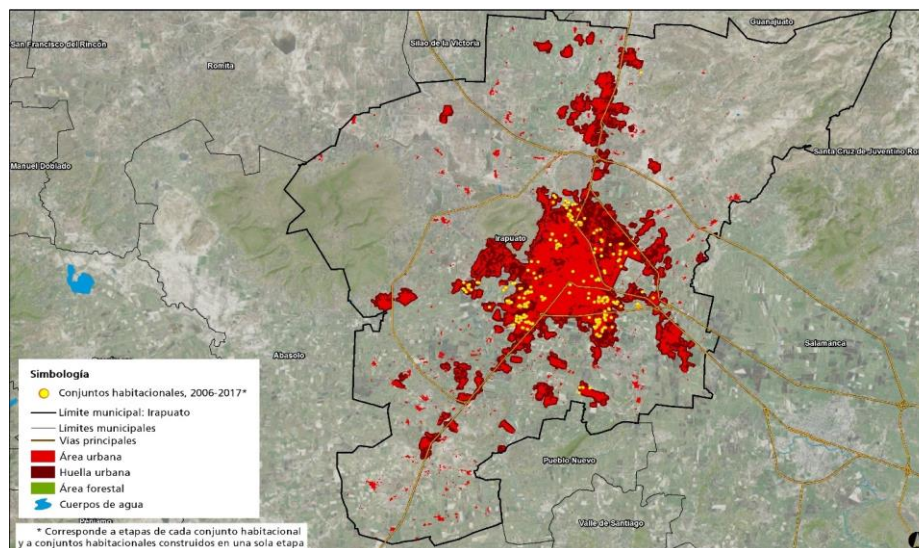 Guanajuato
San Francisco del Rincón
Silao de la Victoria
Romita
Santa Cruz de Juventino Ro
Manuel Doblado
Irapuato
Salamanca
Abasolo
Simbología
Conjuntos habitacionales, 2006-2017*
Límite municipal: Irapuato
Límites municipales
Vías principales
Área urbana
Huella urbana
Área forestal
Cuerpos de agua
Pueblo Nuevo
Valle de Santiago
* Corresponde a etapas de cada conjunto habitacional
y a conjuntos habitacionales construidos en una sola etapa